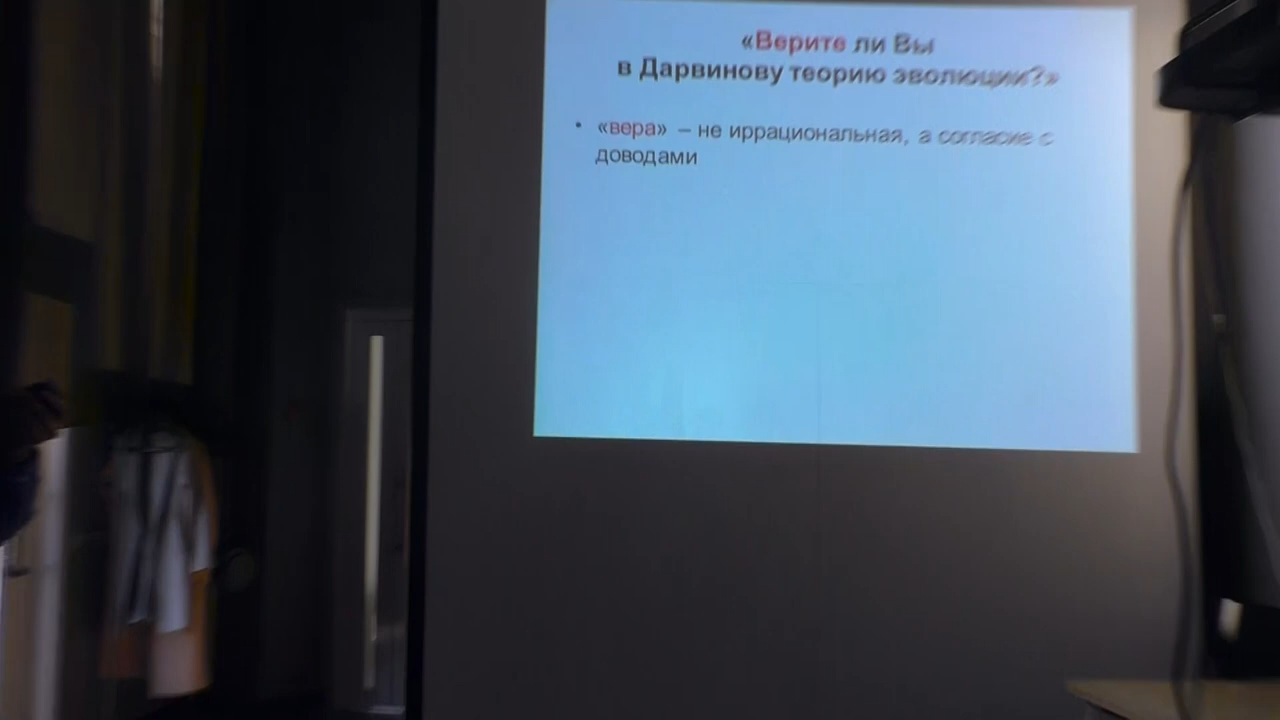 «Верите ли Вы
в Дарвинову теорию эволюции?»
• «вера» – не иррациональная, а согласие с
доводами